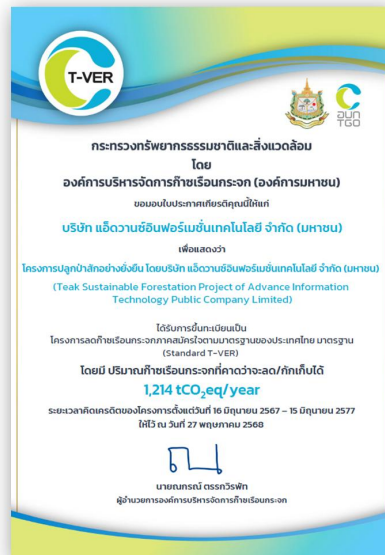 T-VER
อบก
TGO
กระทรวงทรัพยากรธรรมชาติและสิ่งแวดล้อม
โดย
องค์การบริหารจัดการก๊าซเรือนกระจก (องค์การมหาชน)
ขอมอบใบประกาศเกียรติคุณนี้ให้แก่
บริษัท แอ็ดวานซ์อินฟอร์เมชั่นเทคโนโลยี จำกัด (มหาชน)
เพื่อแสดงว่า
โครงการปลูกป่าสักอย่างยั่งยืน โดยบริษัท แอ็ดวานซ์อินฟอร์เมชั่นเทคโนโลยี จำกัด (มหาชน)
(Teak Sustainable Forestation Project of Advance Information
Technology Public Company Limited)
ได้รับการขึ้นทะเบียนเป็น
โครงการลดก๊าซเรือนกระจกภาคสมัครใจตามมาตรฐานของประเทศไทย มาตรฐาน
(Standard T-VER)
โดยมี ปริมาณก๊าซเรือนกระจกที่คาดว่าจะลด/กักเก็บได้
1,214 tCO₂eq/year
ระยะเวลาคิดเครดิตของโครงการตั้งแต่วันที่ 16 มิถุนายน 2567 – 15 มิถุนายน 2577
ให้ไว้ ณ วันที่ 27 พฤษภาคม 2568
นายณกรณ์ ตรรกวิรพัท
ผู้อำนวยการองค์การบริหารจัดการก๊าซเรือนกระจก